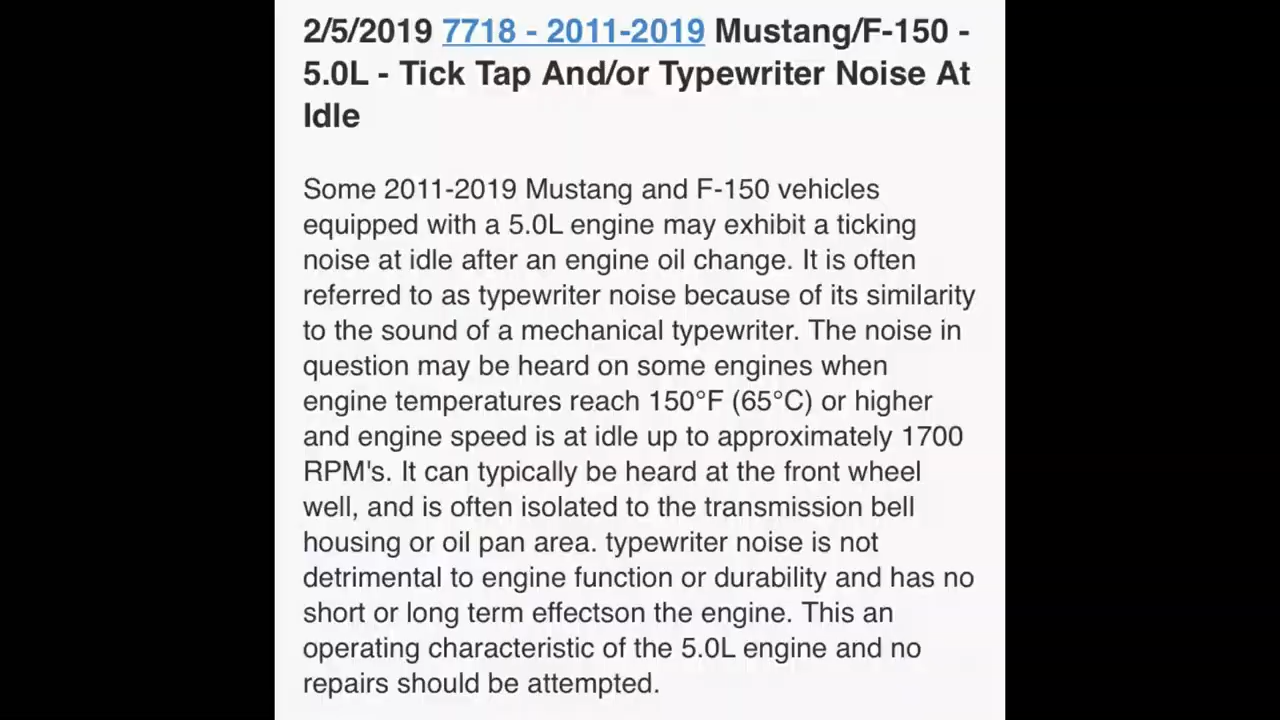 2/5/2019 7718 - 2011-2019 Mustang/F-150 -
5.0L - Tick Tap And/or Typewriter Noise At
Idle
Some 2011-2019 Mustang and F-150 vehicles
equipped with a 5.0L engine may exhibit a ticking
noise at idle after an engine oil change. It is often
referred to as typewriter noise because of its similarity
to the sound of a mechanical typewriter. The noise in
question may be heard on some engines when
engine temperatures reach 150°F (65°C) or higher
and engine speed is at idle up to approximately 1700
RPM's. It can typically be heard at the front wheel
well, and is often isolated to the transmission bell
housing or oil pan area. typewriter noise is not
detrimental to engine function or durability and has no
short or long term effectson the engine. This an
operating characteristic of the 5.0L engine and no
repairs should be attempted.